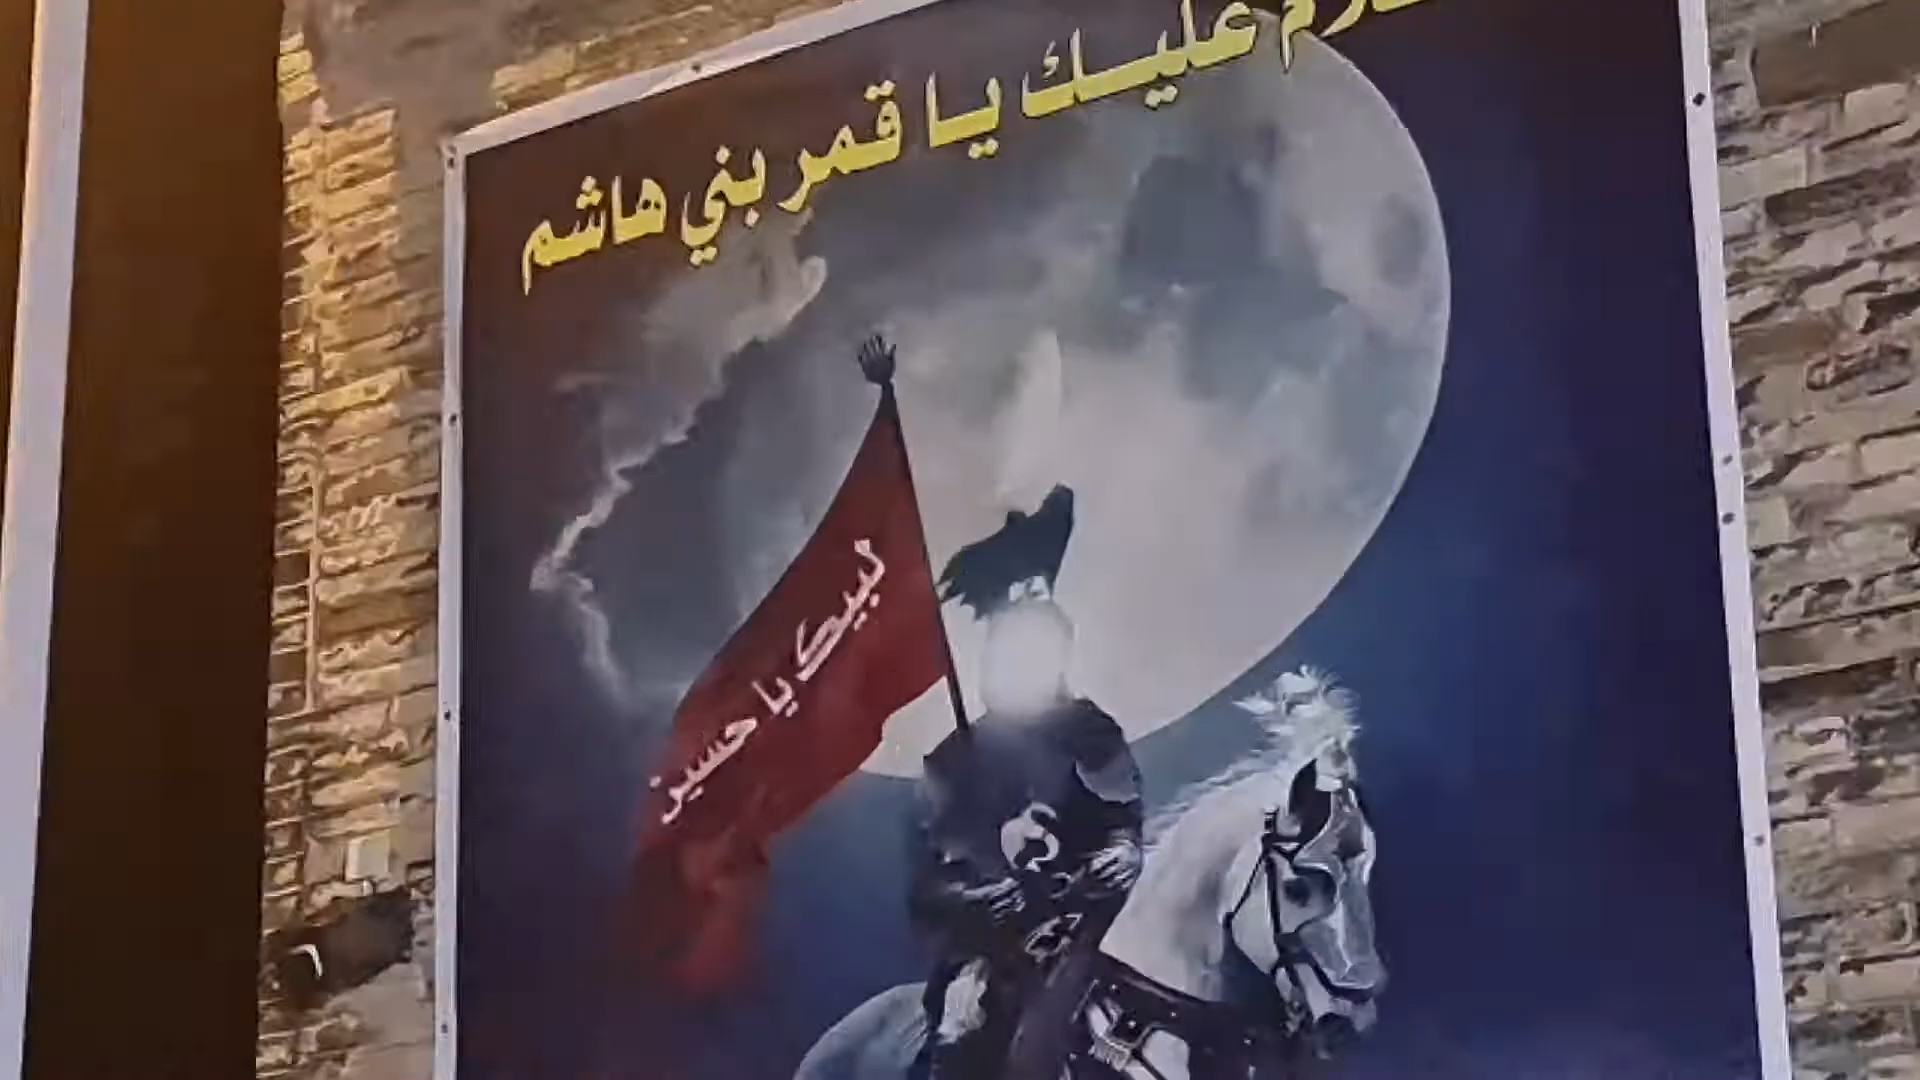 عليك يا قمر بني هاشم
لبيك يا حسين